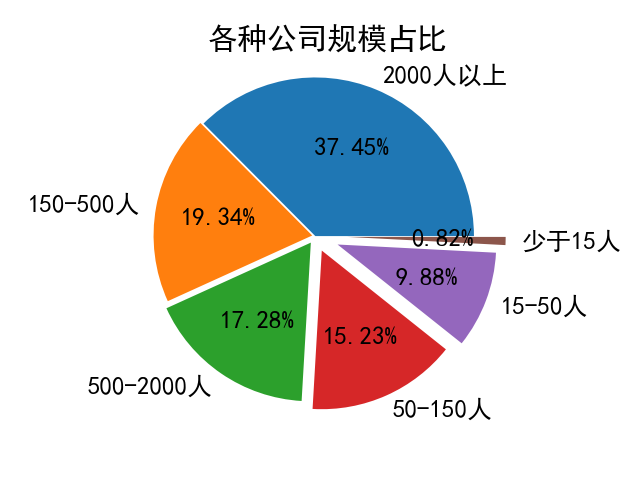 各种公司规模占比
2000人以上
37.45%
150-500人
19.34%
0.82%
少于15人
9.88%
15-50人
17.28%
15.23%
500-2000人
50-150人